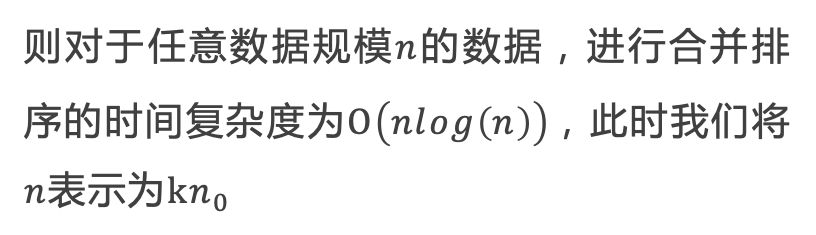 则对于任意数据规模n的数据，进行合并排
序的时间复杂度为O(nlog(n))，此时我们将
n表示为kn₀